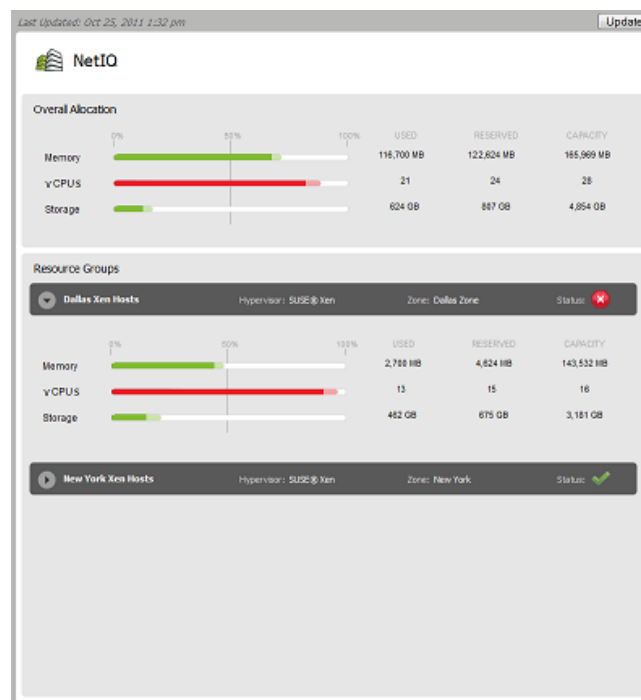 Last Updated: Oct 25, 2011 1:32 pm Update
NetIQ
Overall Allocation
0% 50% 100% USED RESERVED CAPACITY
Memory 116,700 MB 122,624 MB 165,969 MB
vCPUS 21 24 28
Storage 624 GB 807 GB 4,854 GB
Resource Groups
Dallas Xen Hosts Hypervisor: SUSE® Xen Zone: Dallas Zone Status:
0% 50% 100% USED RESERVED CAPACITY
Memory 2,700 MB 4,624 MB 143,532 MB
vCPUS 13 15 16
Storage 462 GB 675 GB 3,181 GB
New York Xen Hosts Hypervisor: SUSE® Xen Zone: New York Status: